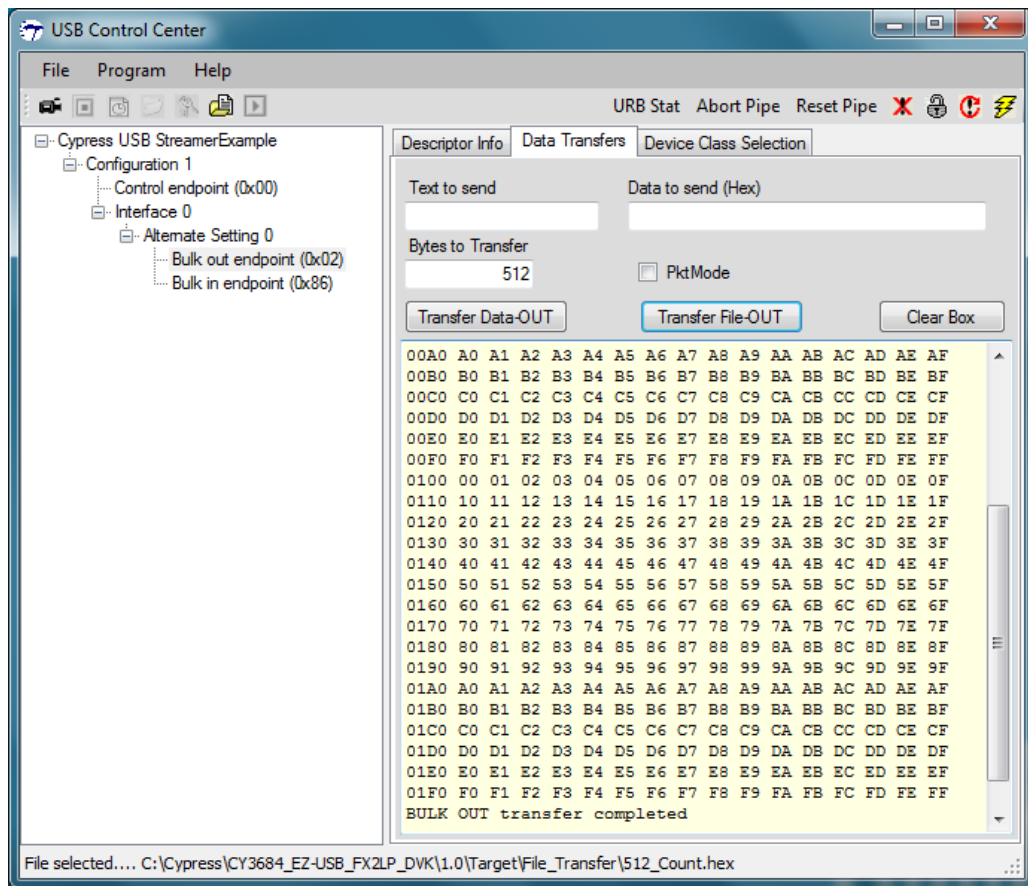 USB Control Center
File Program Help
URB Stat Abort Pipe Reset Pipe
Cypress USB StreamerExample
Configuration 1
Control endpoint (0x00)
Interface 0
Alternate Setting 0
Bulk out endpoint (0x02)
Bulk in endpoint (0x86)
Descriptor Info Data Transfers Device Class Selection
Text to send Data to send (Hex)
Bytes to Transfer
512 PktMode
Transfer Data-OUT Transfer File-OUT Clear Box
00A0 A0 A1 A2 A3 A4 A5 A6 A7 A8 A9 AA AB AC AD AE AF
00B0 B0 B1 B2 B3 B4 B5 B6 B7 B8 B9 BA BB BC BD BE BF
00C0 C0 C1 C2 C3 C4 C5 C6 C7 C8 C9 CA CB CC CD CE CF
00D0 D0 D1 D2 D3 D4 D5 D6 D7 D8 D9 DA DB DC DD DE DF
00E0 E0 E1 E2 E3 E4 E5 E6 E7 E8 E9 EA EB EC ED EE EF
00F0 F0 F1 F2 F3 F4 F5 F6 F7 F8 F9 FA FB FC FD FE FF
0100 00 01 02 03 04 05 06 07 08 09 0A 0B 0C 0D 0E 0F
0110 10 11 12 13 14 15 16 17 18 19 1A 1B 1C 1D 1E 1F
0120 20 21 22 23 24 25 26 27 28 29 2A 2B 2C 2D 2E 2F
0130 30 31 32 33 34 35 36 37 38 39 3A 3B 3C 3D 3E 3F
0140 40 41 42 43 44 45 46 47 48 49 4A 4B 4C 4D 4E 4F
0150 50 51 52 53 54 55 56 57 58 59 5A 5B 5C 5D 5E 5F
0160 60 61 62 63 64 65 66 67 68 69 6A 6B 6C 6D 6E 6F
0170 70 71 72 73 74 75 76 77 78 79 7A 7B 7C 7D 7E 7F
0180 80 81 82 83 84 85 86 87 88 89 8A 8B 8C 8D 8E 8F
0190 90 91 92 93 94 95 96 97 98 99 9A 9B 9C 9D 9E 9F
01A0 A0 A1 A2 A3 A4 A5 A6 A7 A8 A9 AA AB AC AD AE AF
01B0 B0 B1 B2 B3 B4 B5 B6 B7 B8 B9 BA BB BC BD BE BF
01C0 C0 C1 C2 C3 C4 C5 C6 C7 C8 C9 CA CB CC CD CE CF
01D0 D0 D1 D2 D3 D4 D5 D6 D7 D8 D9 DA DB DC DD DE DF
01E0 E0 E1 E2 E3 E4 E5 E6 E7 E8 E9 EA EB EC ED EE EF
01F0 F0 F1 F2 F3 F4 F5 F6 F7 F8 F9 FA FB FC FD FE FF
BULK OUT transfer completed
File selected.... C:\Cypress\CY3684_EZ-USB_FX2LP_DVK\1.0\Target\File_Transfer\512_Count.hex